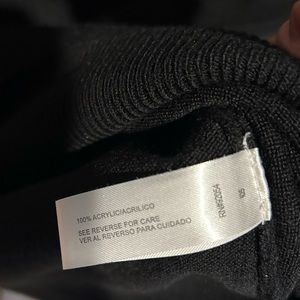 100% ACRYLIC/ACRILICO
SEE REVERSE FOR CARE
VER AL REVERSO PARA CUIDADO